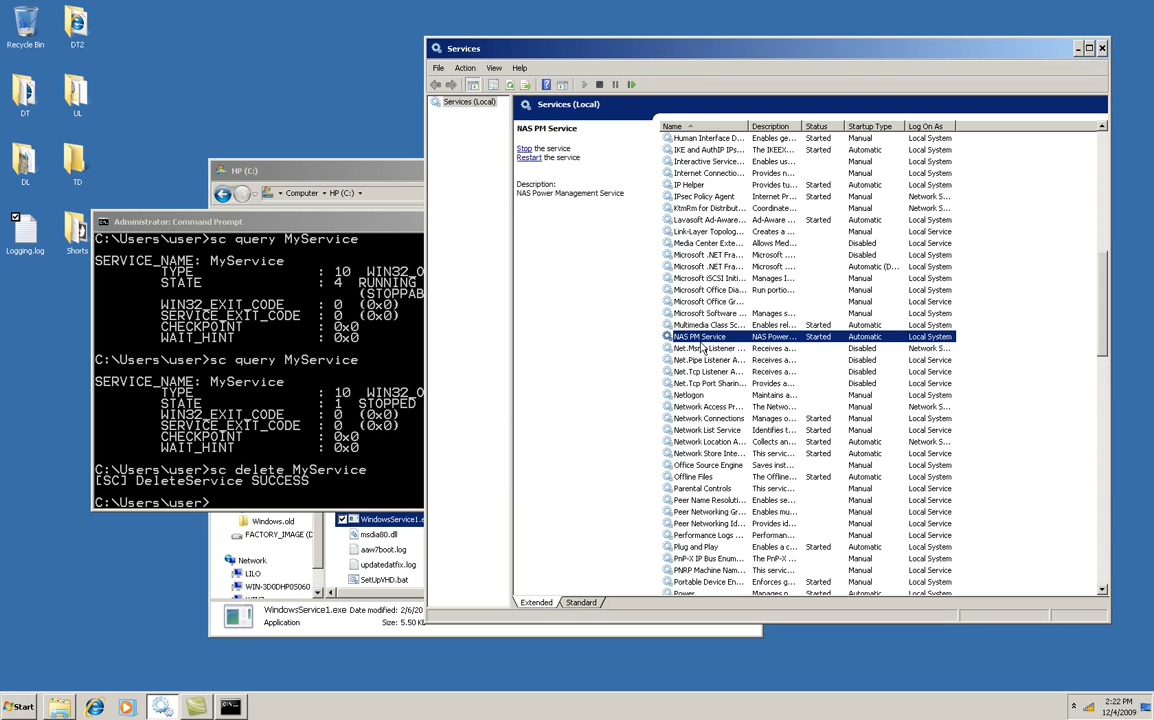 Recycle Bin
DT2
DT
UL
DL
TD
Logging.log
Shorts
HP (C:)
Computer
HP (C:)
Administrator: Command Prompt
C:\Users\user>sc query MyService
SERVICE_NAME: MyService
TYPE : 10 WIN32_O
STATE : 4 RUNNING
(STOPPAB
WIN32_EXIT_CODE : 0 (0x0)
SERVICE_EXIT_CODE : 0 (0x0)
CHECKPOINT : 0x0
WAIT_HINT : 0x0
C:\Users\user>sc query MyService
SERVICE_NAME: MyService
TYPE : 10 WIN32_O
STATE : 1 STOPPED
WIN32_EXIT_CODE : 0 (0x0)
SERVICE_EXIT_CODE : 0 (0x0)
CHECKPOINT : 0x0
WAIT_HINT : 0x0
C:\Users\user>sc delete MyService
[SC] DeleteService SUCCESS
C:\Users\user>
Windows.old
FACTORY_IMAGE (D
Network
LILO
WIN-3D0DHP0S060
WindowsService1.e
msdia80.dll
aaw7boot.log
updatedatfix.log
SetUpVHD.bat
WindowsService1.exe Date modified: 2/6/20
Application Size: 5.50 K
Services
File Action View Help
Services (Local)
Services (Local)
NAS PM Service
Stop the service
Restart the service
Description:
NAS Power Management Service
Name Description Status Startup Type Log On As
Human Interface D... Enables ge... Started Manual Local System
IKE and AuthIP IPs... The IKEEX... Started Automatic Local System
Interactive Service... Enables us... Manual Local System
Internet Connectio... Provides n... Manual Local System
IP Helper Provides tu... Started Automatic Local System
IPsec Policy Agent Internet Pr... Started Manual Network S...
KtmRm for Distribut... Coordinate... Manual Network S...
Lavasoft Ad-Aware... Ad-Aware ... Started Automatic Local System
Link-Layer Topolog... Creates a ... Manual Local Service
Media Center Exte... Allows Med... Disabled Local Service
Microsoft .NET Fra... Microsoft .... Disabled Local System
Microsoft .NET Fra... Microsoft .... Automatic (D... Local System
Microsoft iSCSI Initi... Manages I... Manual Local System
Microsoft Office Dia... Run portio... Manual Local System
Microsoft Office Gr... Manual Local Service
Microsoft Software ... Manages s... Manual Local System
Multimedia Class Sc... Enables rel... Started Automatic Local System
NAS PM Service NAS Power... Started Automatic Local System
Net.Msmq Listener ... Receives a... Disabled Network S...
Net.Pipe Listener A... Receives a... Disabled Local Service
Net.Tcp Listener A... Receives a... Disabled Local Service
Net.Tcp Port Sharin... Provides a... Disabled Local Service
Netlogon Maintains a... Manual Local System
Network Access Pr... The Netwo... Manual Network S...
Network Connections Manages o... Started Manual Local System
Network List Service Identifies t... Started Manual Local Service
Network Location A... Collects an... Started Automatic Network S...
Network Store Inte... This servic... Started Automatic Local Service
Office Source Engine Saves inst... Manual Local System
Offline Files The Offline... Started Automatic Local System
Parental Controls This servic... Manual Local Service
Peer Name Resoluti... Enables se... Manual Local Service
Peer Networking Gr... Enables mu... Manual Local Service
Peer Networking Id... Provides id... Manual Local Service
Performance Logs ... Performan... Manual Local Service
Plug and Play Enables a c... Started Automatic Local System
PnP-X IP Bus Enum... The PnP-X ... Manual Local System
PNRP Machine Nam... This servic... Manual Local Service
Portable Device En... Enforces g... Started Manual Local System
Power Manages p... Started Automatic Local System
Extended Standard
Start
2:22 PM
12/4/2009